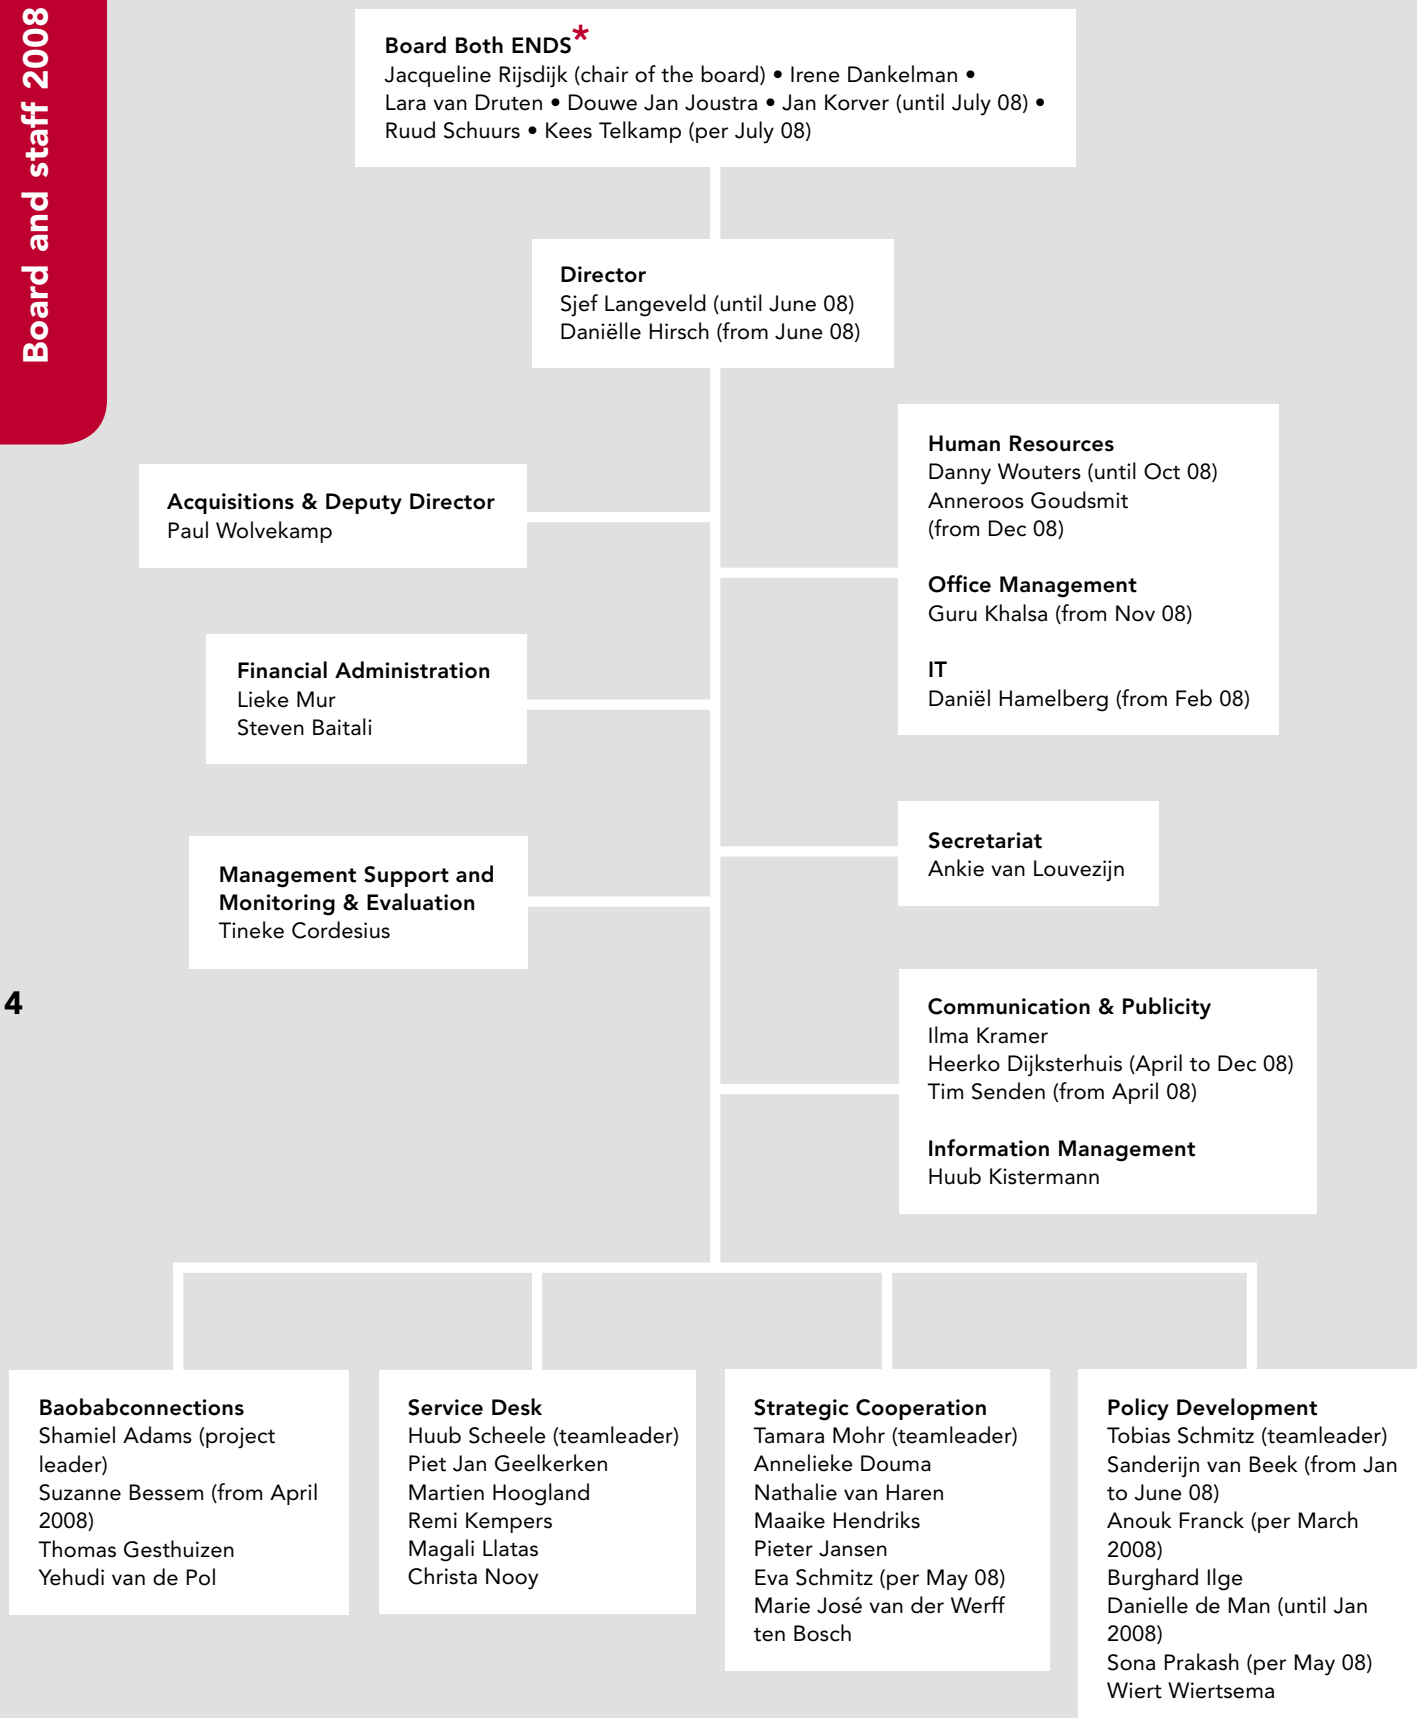 Board and staff 2008
Board Both ENDS*
Jacqueline Rijsdijk (chair of the board) • Irene Dankelman •
Lara van Druten • Douwe Jan Joustra • Jan Korver (until July 08) •
Ruud Schuurs • Kees Telkamp (per July 08)
Director
Sjef Langeveld (until June 08)
Daniëlle Hirsch (from June 08)
Human Resources
Danny Wouters (until Oct 08)
Anneroos Goudsmit
(from Dec 08)
Office Management
Guru Khalsa (from Nov 08)
IT
Daniël Hamelberg (from Feb 08)
Acquisitions & Deputy Director
Paul Wolvekamp
Financial Administration
Lieke Mur
Steven Baitali
Secretariat
Ankie van Louvezijn
Management Support and
Monitoring & Evaluation
Tineke Cordesius
4
Communication & Publicity
Ilma Kramer
Heerko Dijksterhuis (April to Dec 08)
Tim Senden (from April 08)
Information Management
Huub Kistermann
Baobabconnections
Shamiel Adams (project
leader)
Suzanne Bessem (from April
2008)
Thomas Gesthuizen
Yehudi van de Pol
Service Desk
Huub Scheele (teamleader)
Piet Jan Geelkerken
Martien Hoogland
Remi Kempers
Magali Llatas
Christa Nooy
Strategic Cooperation
Tamara Mohr (teamleader)
Annelieke Douma
Nathalie van Haren
Maaike Hendriks
Pieter Jansen
Eva Schmitz (per May 08)
Marie José van der Werff
ten Bosch
Policy Development
Tobias Schmitz (teamleader)
Sanderijn van Beek (from Jan
to June 08)
Anouk Franck (per March
2008)
Burghard Ilge
Danielle de Man (until Jan
2008)
Sona Prakash (per May 08)
Wiert Wiertsema